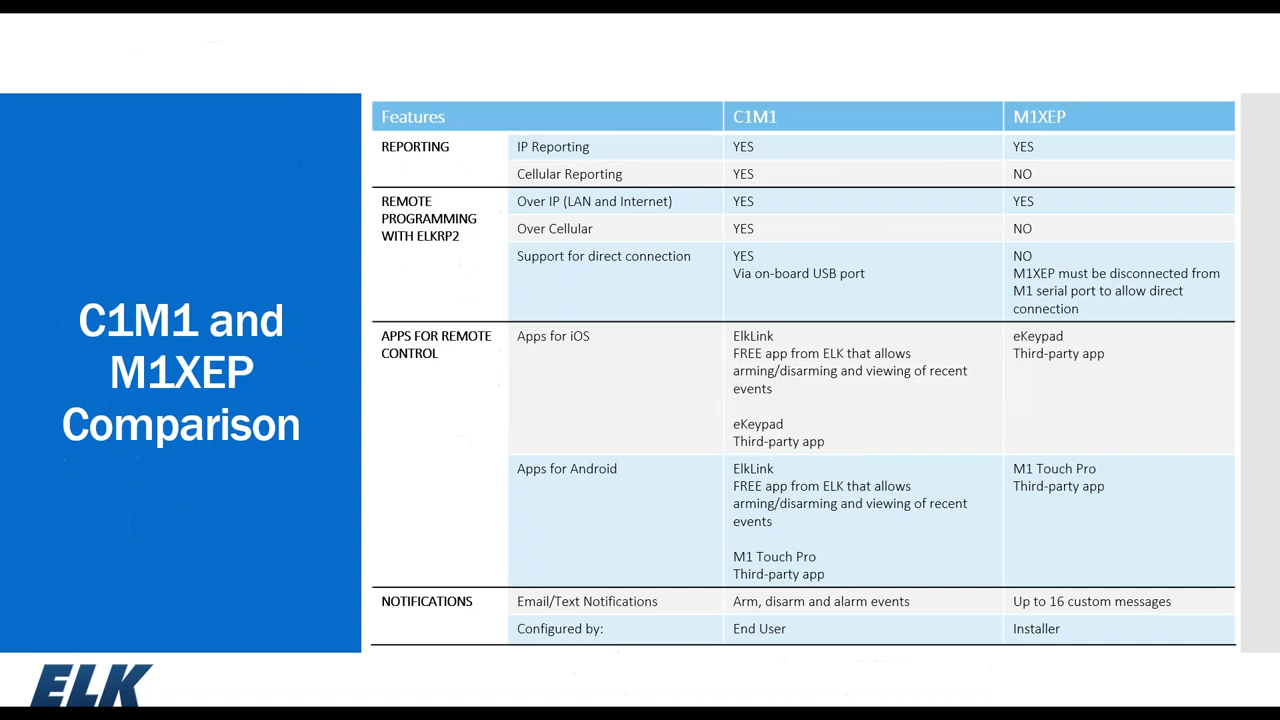 C1M1 and
M1XEP
Comparison
ELK
Features C1M1 M1XEP
REPORTING IP Reporting YES YES
Cellular Reporting YES NO
REMOTE
PROGRAMMING
WITH ELKRP2
Over IP (LAN and Internet) YES YES
Over Cellular YES NO
Support for direct connection
YES
Via on-board USB port
NO
M1XEP must be disconnected from
M1 serial port to allow direct
connection
APPS FOR REMOTE
CONTROL
Apps for iOS
ElkLink
FREE app from ELK that allows
arming/disarming and viewing of recent
events
eKeypad
Third-party app
eKeypad
Third-party app
Apps for Android
ElkLink
FREE app from ELK that allows
arming/disarming and viewing of recent
events
M1 Touch Pro
Third-party app
M1 Touch Pro
Third-party app
NOTIFICATIONS Email/Text Notifications Arm, disarm and alarm events Up to 16 custom messages
Configured by: End User Installer